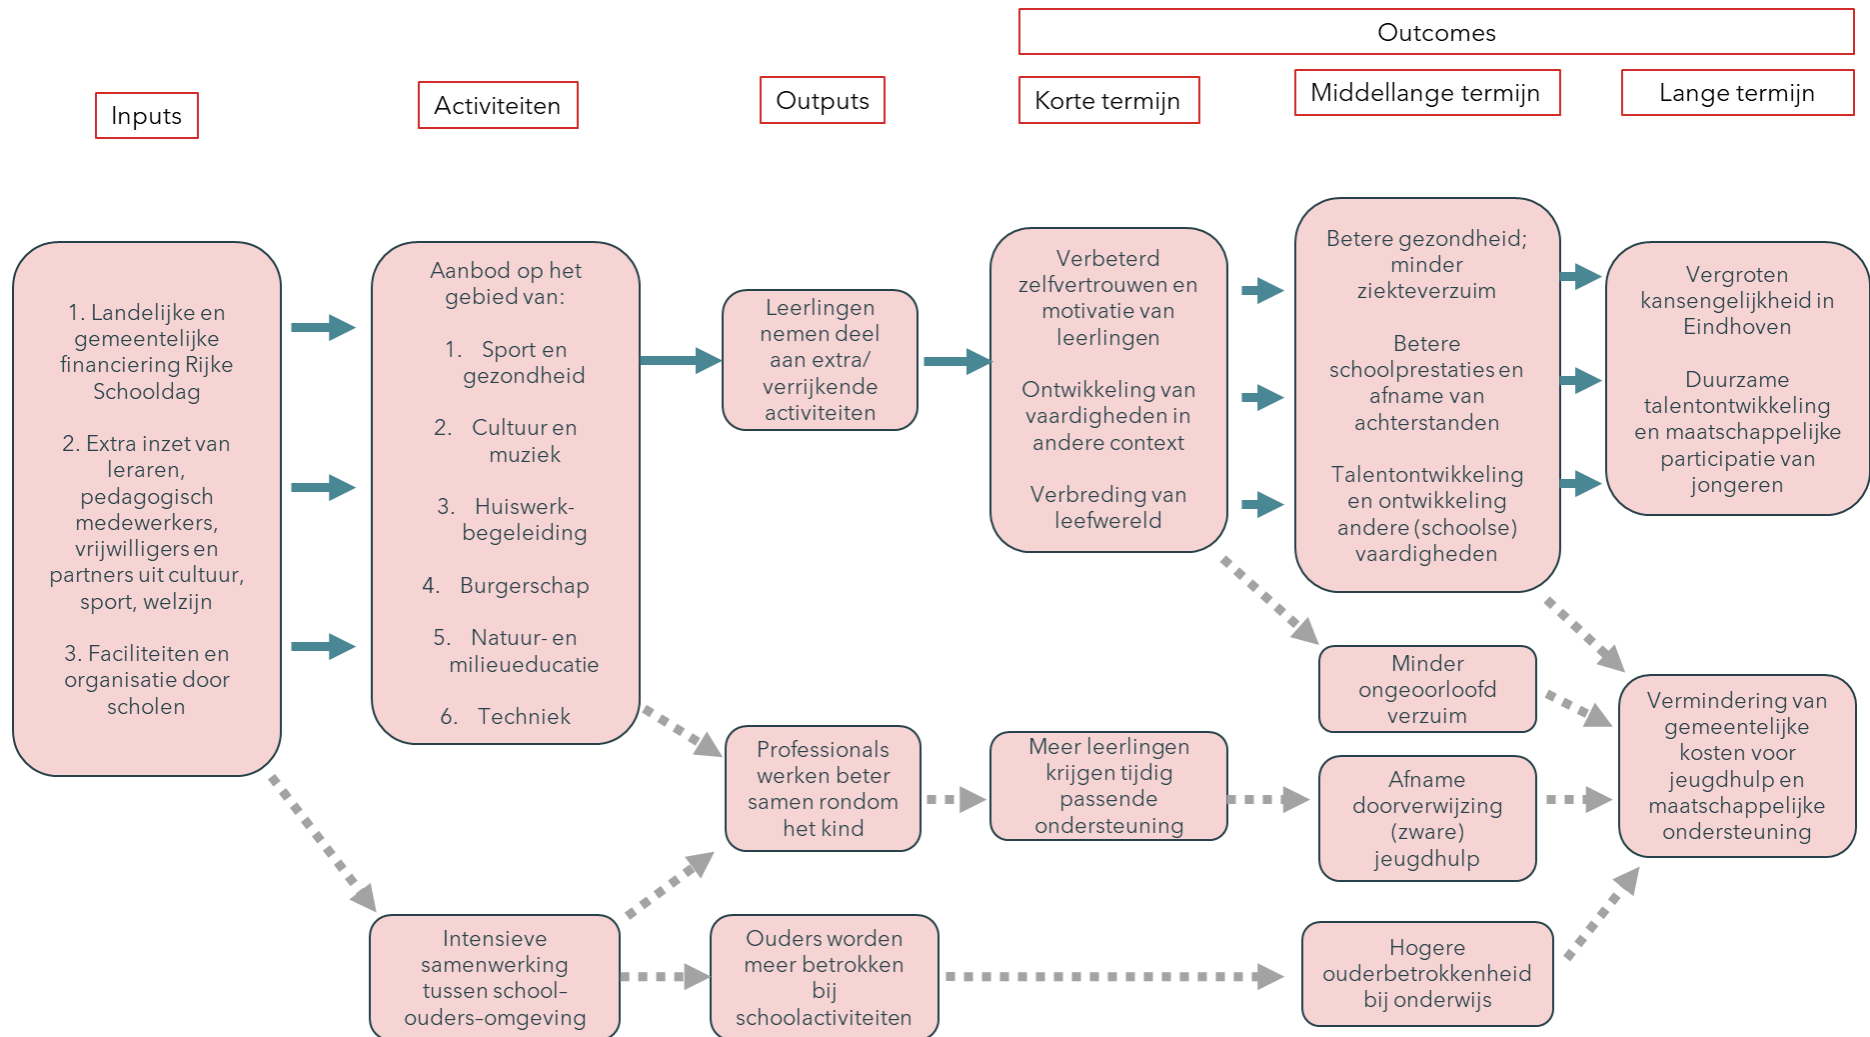 Outcomes
Inputs
Activiteiten
Outputs
Korte termijn
Middellange termijn
Lange termijn
1. Landelijke en
gemeentelijke
financiering Rijke
Schooldag
2. Extra inzet van
leraren,
pedagogisch
medewerkers,
vrijwilligers en
partners uit cultuur,
sport, welzijn
3. Faciliteiten en
organisatie door
scholen
Aanbod op het
gebied van:
1. Sport en
gezondheid
2. Cultuur en
muziek
3. Huiswerk-
begeleiding
4. Burgerschap
5. Natuur- en
milieueducatie
6. Techniek
Intensieve
samenwerking
tussen school–
ouders–omgeving
Leerlingen
nemen deel
aan extra/
verrijkende
activiteiten
Professionals
werken beter
samen rondom
het kind
Ouders worden
meer betrokken
bij
schoolactiviteiten
Verbeterd
zelfvertrouwen en
motivatie van
leerlingen
Ontwikkeling van
vaardigheden in
andere context
Verbreding van
leefwereld
Meer leerlingen
krijgen tijdig
passende
ondersteuning
Betere gezondheid;
minder
ziekteverzuim
Betere
schoolprestaties en
afname van
achterstanden
Talentontwikkeling
en ontwikkeling
andere (schoolse)
vaardigheden
Minder
ongeoorloofd
verzuim
Afname
doorverwijzing
(zware)
jeugdhulp
Hogere
ouderbetrokkenheid
bij onderwijs
Vergroten
kansengelijkheid in
Eindhoven
Duurzame
talentontwikkeling
en maatschappelijke
participatie van
jongeren
Vermindering van
gemeentelijke
kosten voor
jeugdhulp en
maatschappelijke
ondersteuning